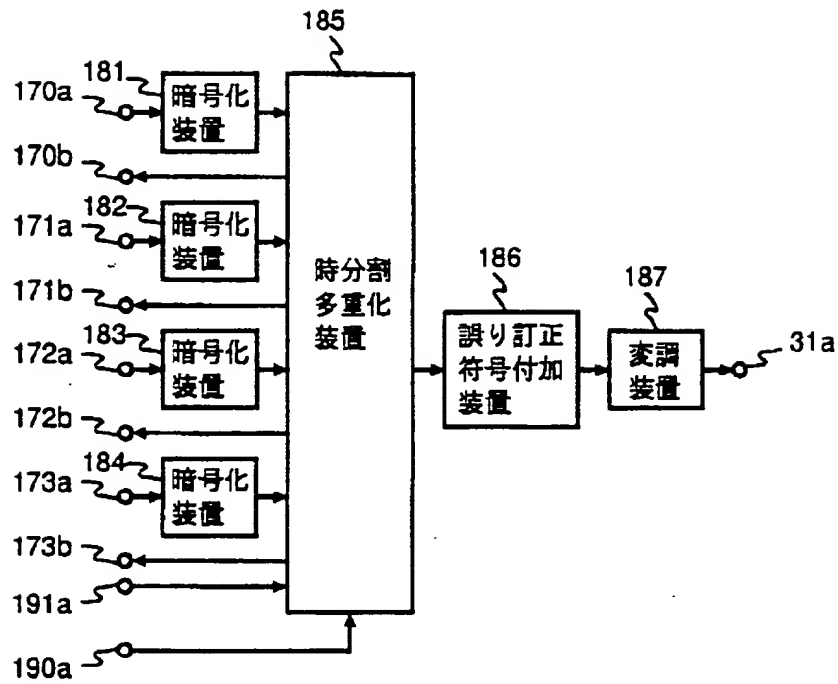 185
181
170a
暗号化
装置
170b
182
171a
暗号化
装置
171b
時分割
多重化
装置
183
172a
暗号化
装置
172b
184
173a
暗号化
装置
173b
191a
190a
186
誤り訂正
符号付加
装置
187
変調
装置
31a